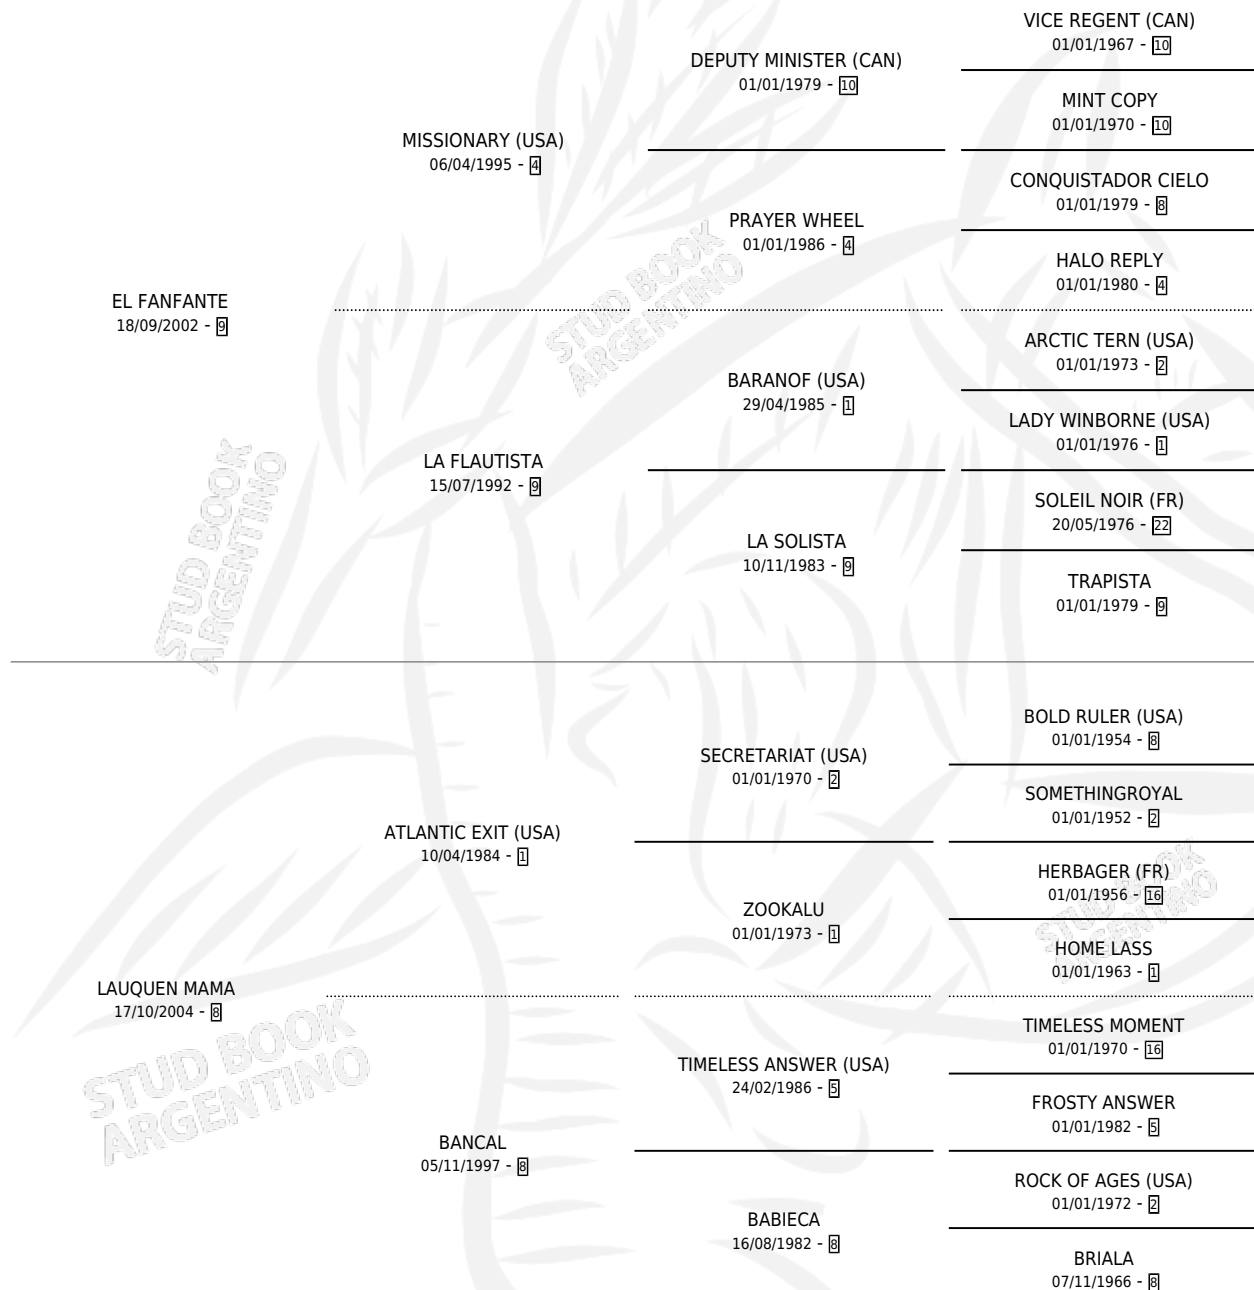 VICE REGENT (CAN)
01/01/1967 - 10
DEPUTY MINISTER (CAN)
01/01/1979 - 10
MINT COPY
01/01/1970 - 10
MISSIONARY (USA)
06/04/1995 - 4
CONQUISTADOR CIELO
01/01/1979 - 8
PRAYER WHEEL
01/01/1986 - 4
HALO REPLY
01/01/1980 - 4
EL FANFANTE
18/09/2002 - 9
ARCTIC TERN (USA)
01/01/1973 - 2
BARANOF (USA)
29/04/1985 - 1
LADY WINBORNE (USA)
01/01/1976 - 1
LA FLAUTISTA
15/07/1992 - 9
SOLEIL NOIR (FR)
20/05/1976 - 22
LA SOLISTA
10/11/1983 - 9
TRAPISTA
01/01/1979 - 9
BOLD RULER (USA)
01/01/1954 - 8
SECRETARIAT (USA)
01/01/1970 - 2
SOMETHINGROYAL
01/01/1952 - 2
ATLANTIC EXIT (USA)
10/04/1984 - 1
HERBAGER (FR)
01/01/1956 - 16
ZOOKALU
01/01/1973 - 1
HOME LASS
01/01/1963 - 1
LAUQUEN MAMA
17/10/2004 - 8
TIMELESS MOMENT
01/01/1970 - 16
TIMELESS ANSWER (USA)
24/02/1986 - 5
FROSTY ANSWER
01/01/1982 - 5
BANCAL
05/11/1997 - 8
ROCK OF AGES (USA)
01/01/1972 - 2
BABIECA
16/08/1982 - 8
BRIALA
07/11/1966 - 8
STUD BOOK
ARGENTINO
STUD BOOK
ARGENTINO
STUD BOOK
ARGENTINO
STUD BOOK
ARGENTINO